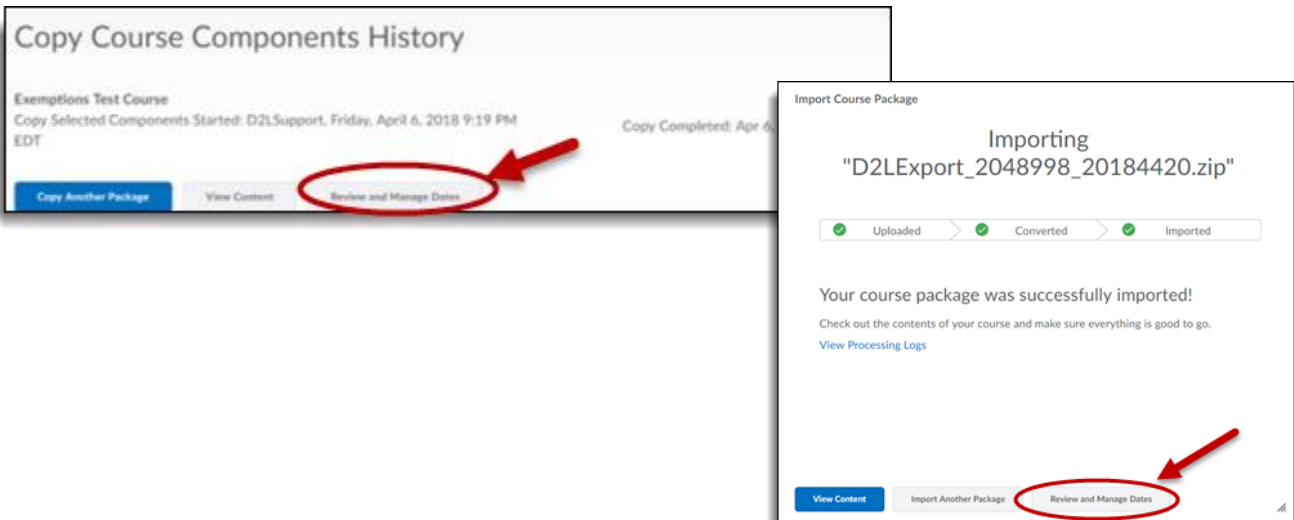 Copy Course Components History
Exemptions Test Course
Copy Selected Components Started: D2LSupport, Friday, April 6, 2018 9:19 PM
EDT
Copy Completed: Apr 6,
Copy Another Package View Content Review and Manage Dates
Import Course Package
Importing
"D2LExport_2048998_20184420.zip"
Uploaded Converted Imported
Your course package was successfully imported!
Check out the contents of your course and make sure everything is good to go.
View Processing Logs
View Content Import Another Package Review and Manage Dates